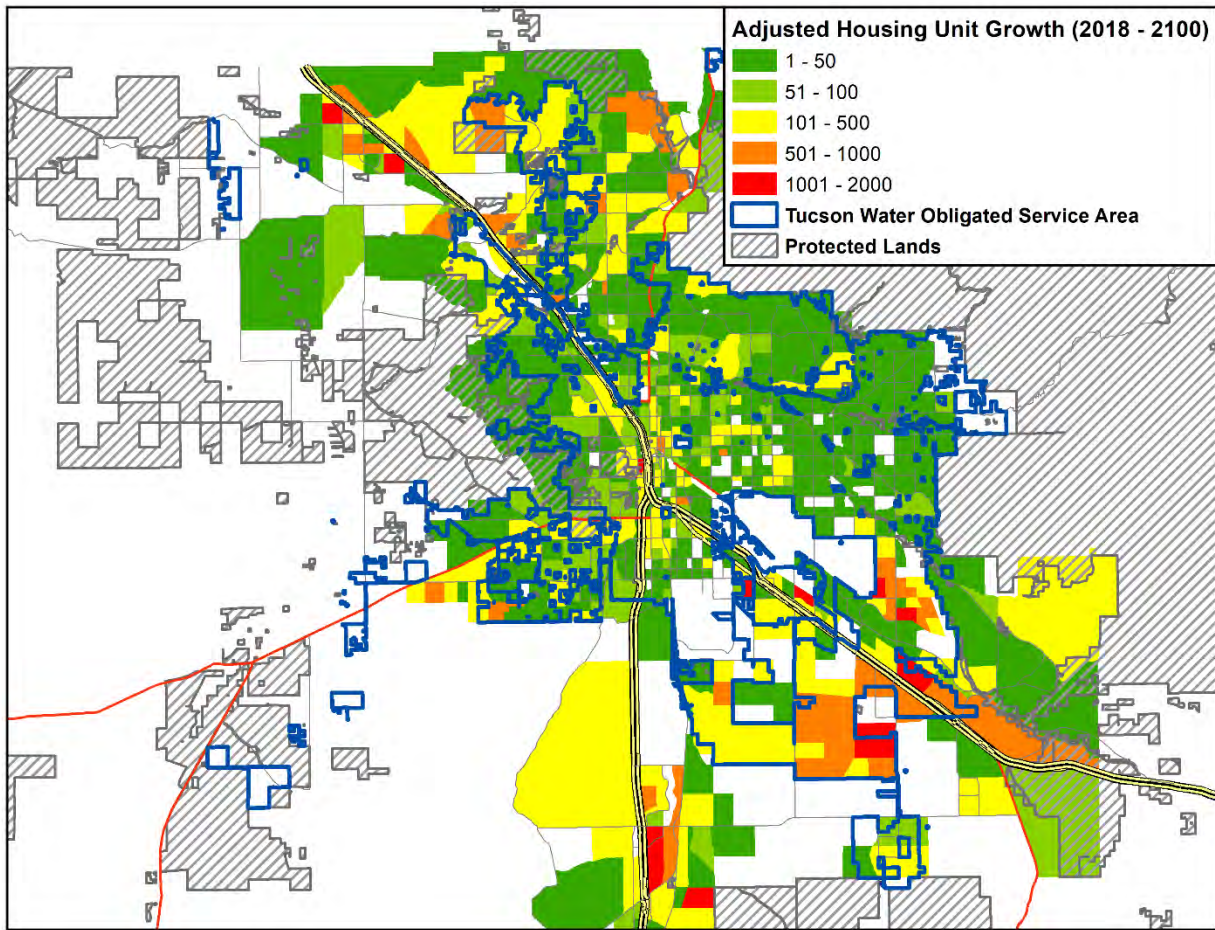 Adjusted Housing Unit Growth (2018 - 2100)
1 - 50
51 - 100
101 - 500
501 - 1000
1001 - 2000
Tucson Water Obligated Service Area
Protected Lands